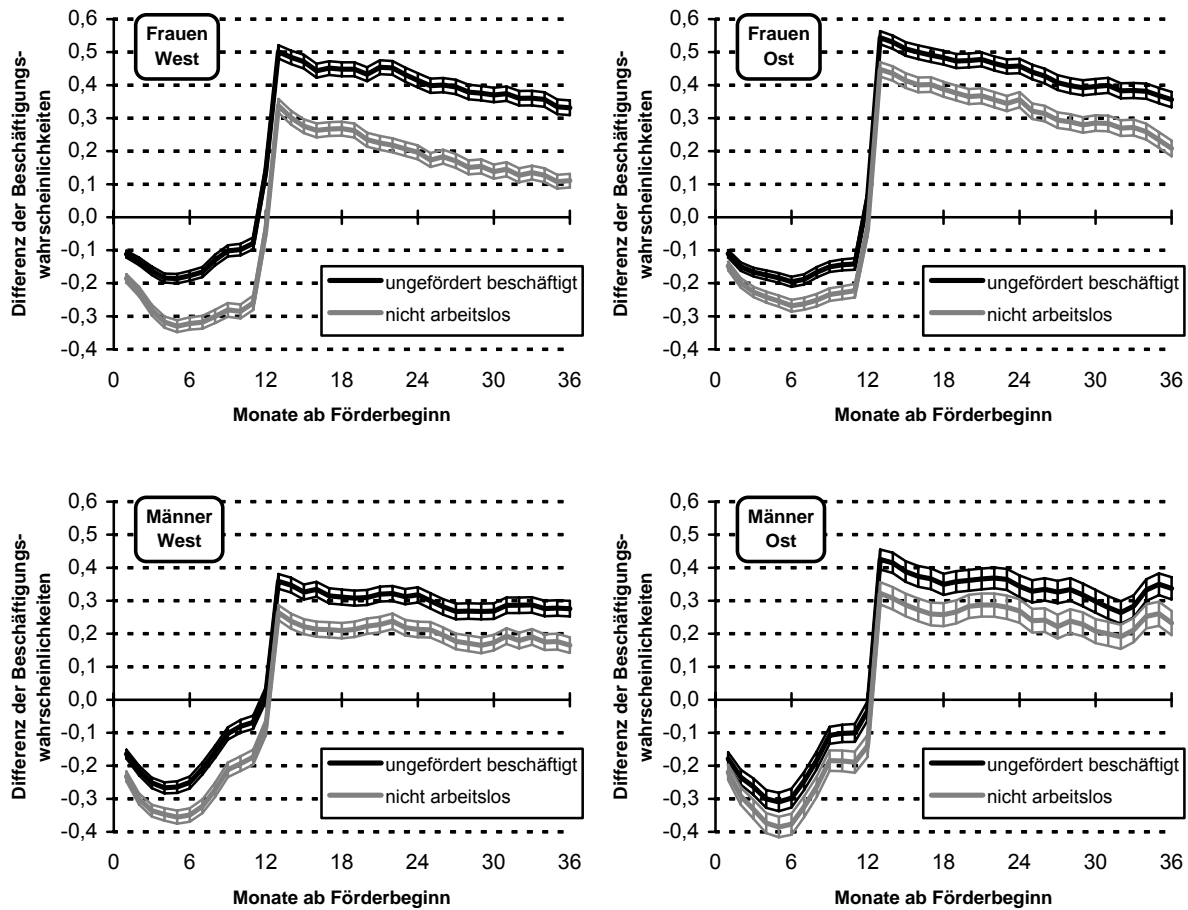 Frauen
West
Differenz der Beschäftigungs-
wahrscheinlichkeiten
0,6
0,5
0,4
0,3
0,2
0,1
0,0
-0,1
-0,2
-0,3
-0,4
ungefördert beschäftigt
nicht arbeitslos
0 6 12 18 24 30 36
Monate ab Förderbeginn
Frauen
Ost
Differenz der Beschäftigungs-
wahrscheinlichkeiten
0,6
0,5
0,4
0,3
0,2
0,1
0,0
-0,1
-0,2
-0,3
-0,4
ungefördert beschäftigt
nicht arbeitslos
0 6 12 18 24 30 36
Monate ab Förderbeginn
Männer
West
Differenz der Beschäftigungs-
wahrscheinlichkeiten
0,6
0,5
0,4
0,3
0,2
0,1
0,0
-0,1
-0,2
-0,3
-0,4
ungefördert beschäftigt
nicht arbeitslos
0 6 12 18 24 30 36
Monate ab Förderbeginn
Männer
Ost
Differenz der Beschäftigungs-
wahrscheinlichkeiten
0,6
0,5
0,4
0,3
0,2
0,1
0,0
-0,1
-0,2
-0,3
-0,4
ungefördert beschäftigt
nicht arbeitslos
0 6 12 18 24 30 36
Monate ab Förderbeginn